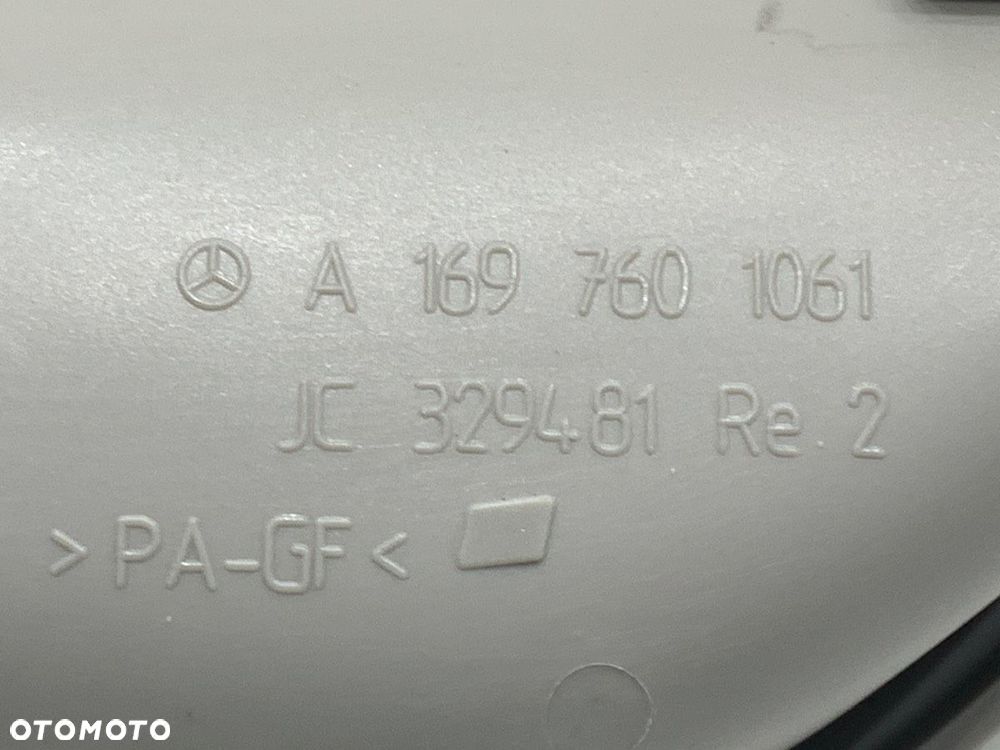 A 169 760 1061
JC 329481 Re 2
>PA-GF<
OTOMOTO